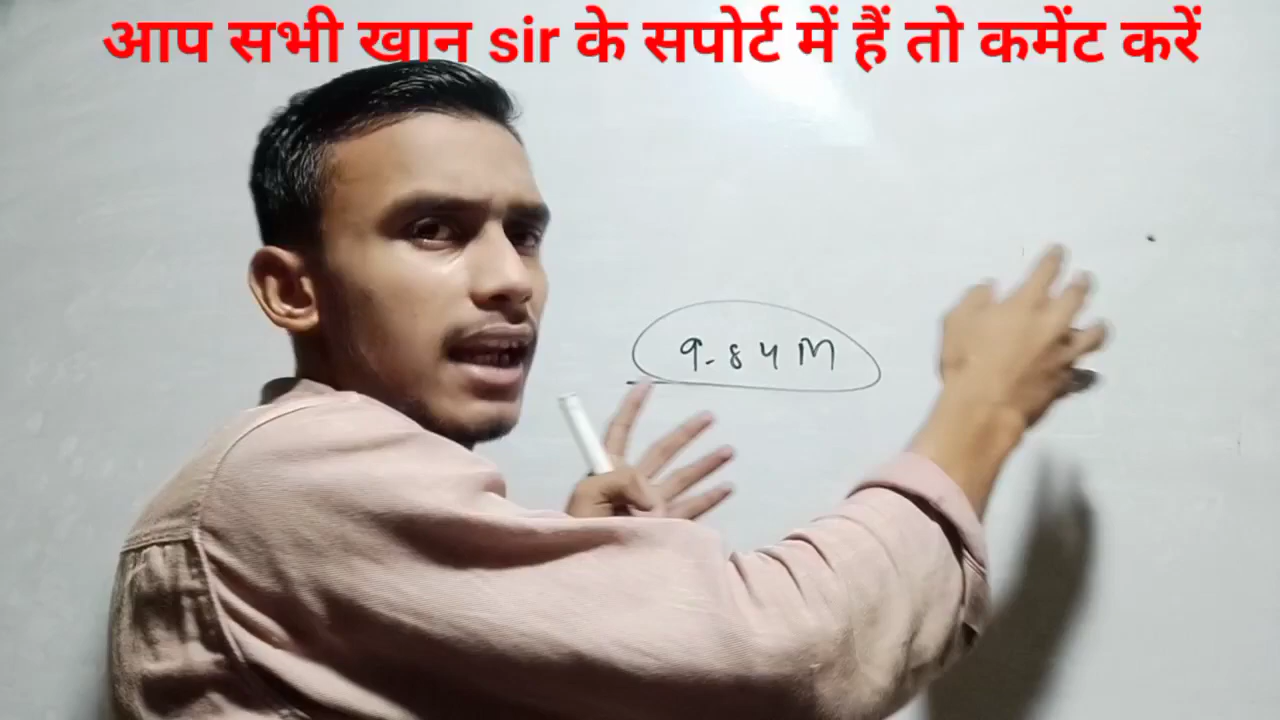 आप सभी खान sir के सपोर्ट में हैं तो कमेंट करें
9.84M